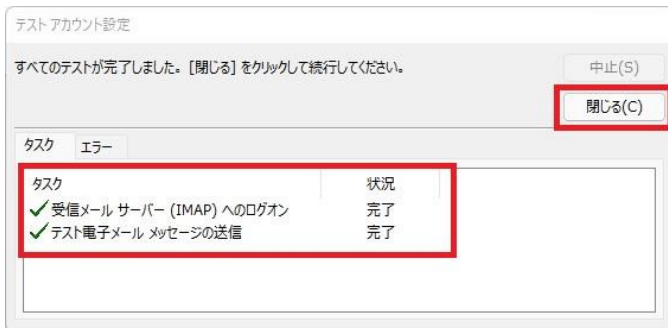 テスト アカウント設定
すべてのテストが完了しました。[閉じる] をクリックして続行してください。
中止(S)
閉じる(C)
タスク エラー
タスク 状況
受信メール サーバー (IMAP) へのログオン 完了
テスト電子メール メッセージの送信 完了